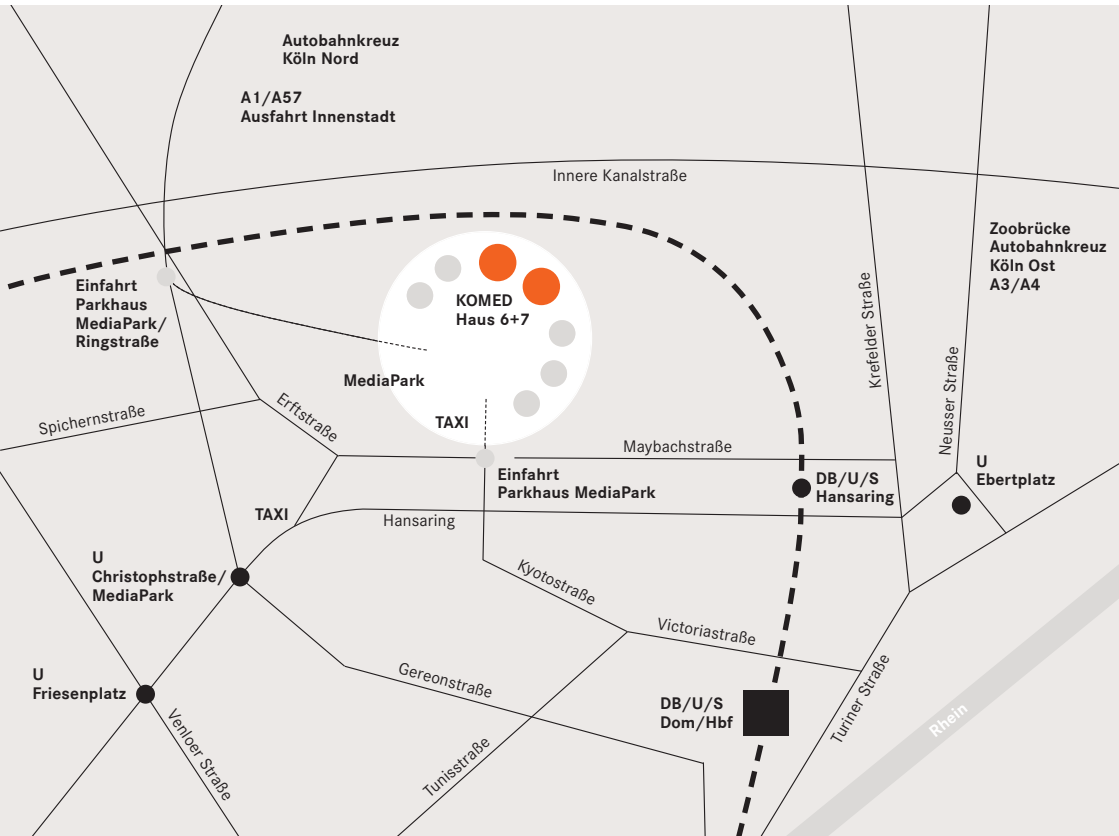 Autobahnkreuz
Köln Nord
A1/A57
Ausfahrt Innenstadt
Innere Kanalstraße
Zoobrücke
Autobahnkreuz
Köln Ost
A3/A4
Einfahrt
Parkhaus
MediaPark/
Ringstraße
KOMED
Haus 6+7
Krefelder Straße
Neusser Straße
MediaPark
Spichernstraße
Erftstraße
TAXI
Maybachstraße
Einfahrt
Parkhaus MediaPark
DB/U/S
Hansaring
U
Ebertplatz
TAXI
Hansaring
U
Christophstraße/
MediaPark
Kyotostraße
Victoriastraße
U
Friesenplatz
Gereonstraße
DB/U/S
Dom/Hbf
Turiner Straße
Rhein
Venloer Straße
Tunisstraße